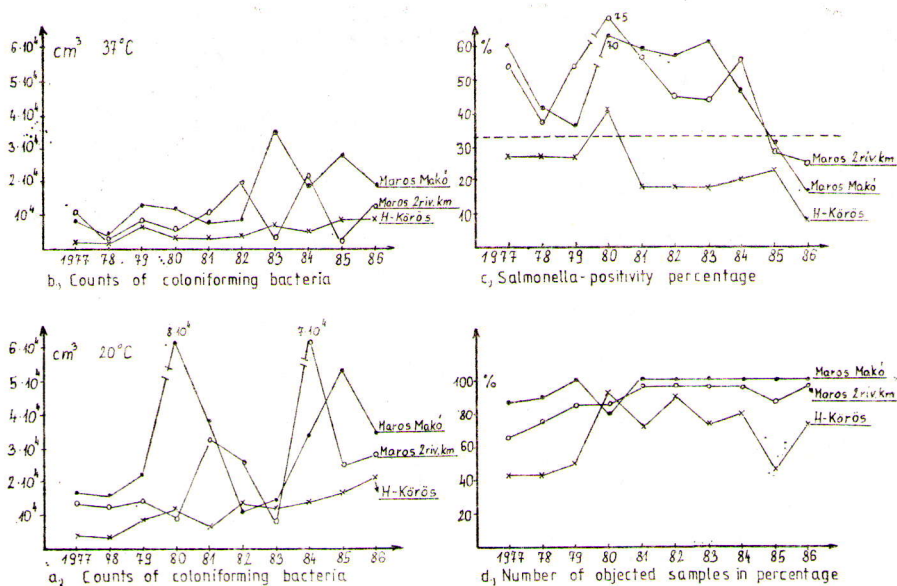 cm³ 37°C
6·10⁴
5·10⁴
4·10⁴
3·10⁴
2·10⁴
10⁴
Maros Makó
Maros 2riv.km
H-Körös
1977 78 79 80 81 82 83 84 85 86
b., Counts of coloniforming bacteria
%
60
50
40
30
20
10
75
70
Maros 2riv.km
Maros Makó
H-Körös
1977 78 79 80 81 82 83 84 85 86
c, Salmonella-positivity percentage
cm³ 20°C
6·10⁴
5·10⁴
4·10⁴
3·10⁴
2·10⁴
10⁴
8·10⁴
7·10⁴
Maros Makó
Maros 2riv.km
H-Körös
1977 78 79 80 81 82 83 84 85 86
a., Counts of coloniforming bacteria
%
100
80
60
40
20
Maros Makó
Maros 2riv.km
H-Körös
1977 78 79 80 81 82 83 84 85 86
d., Number of objected samples in percentage